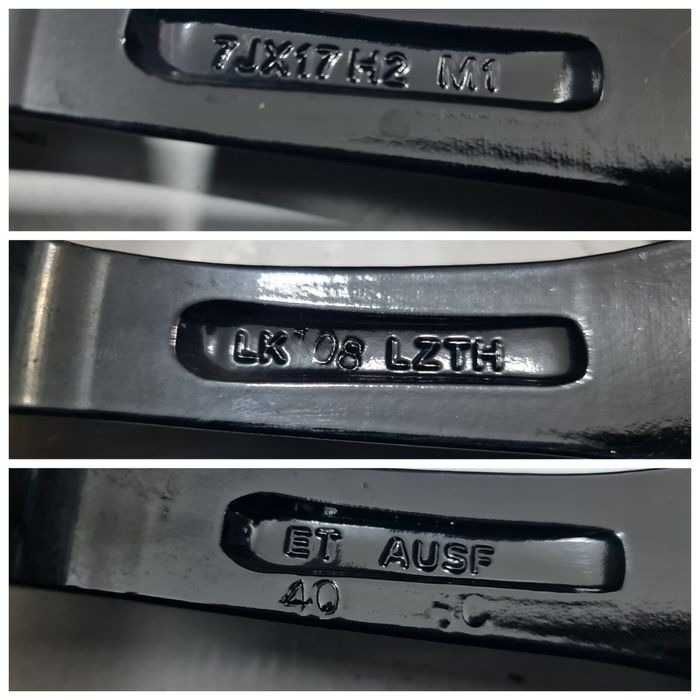 7JX17H2 M1
LK 108 LZTH
ET AUSF
40